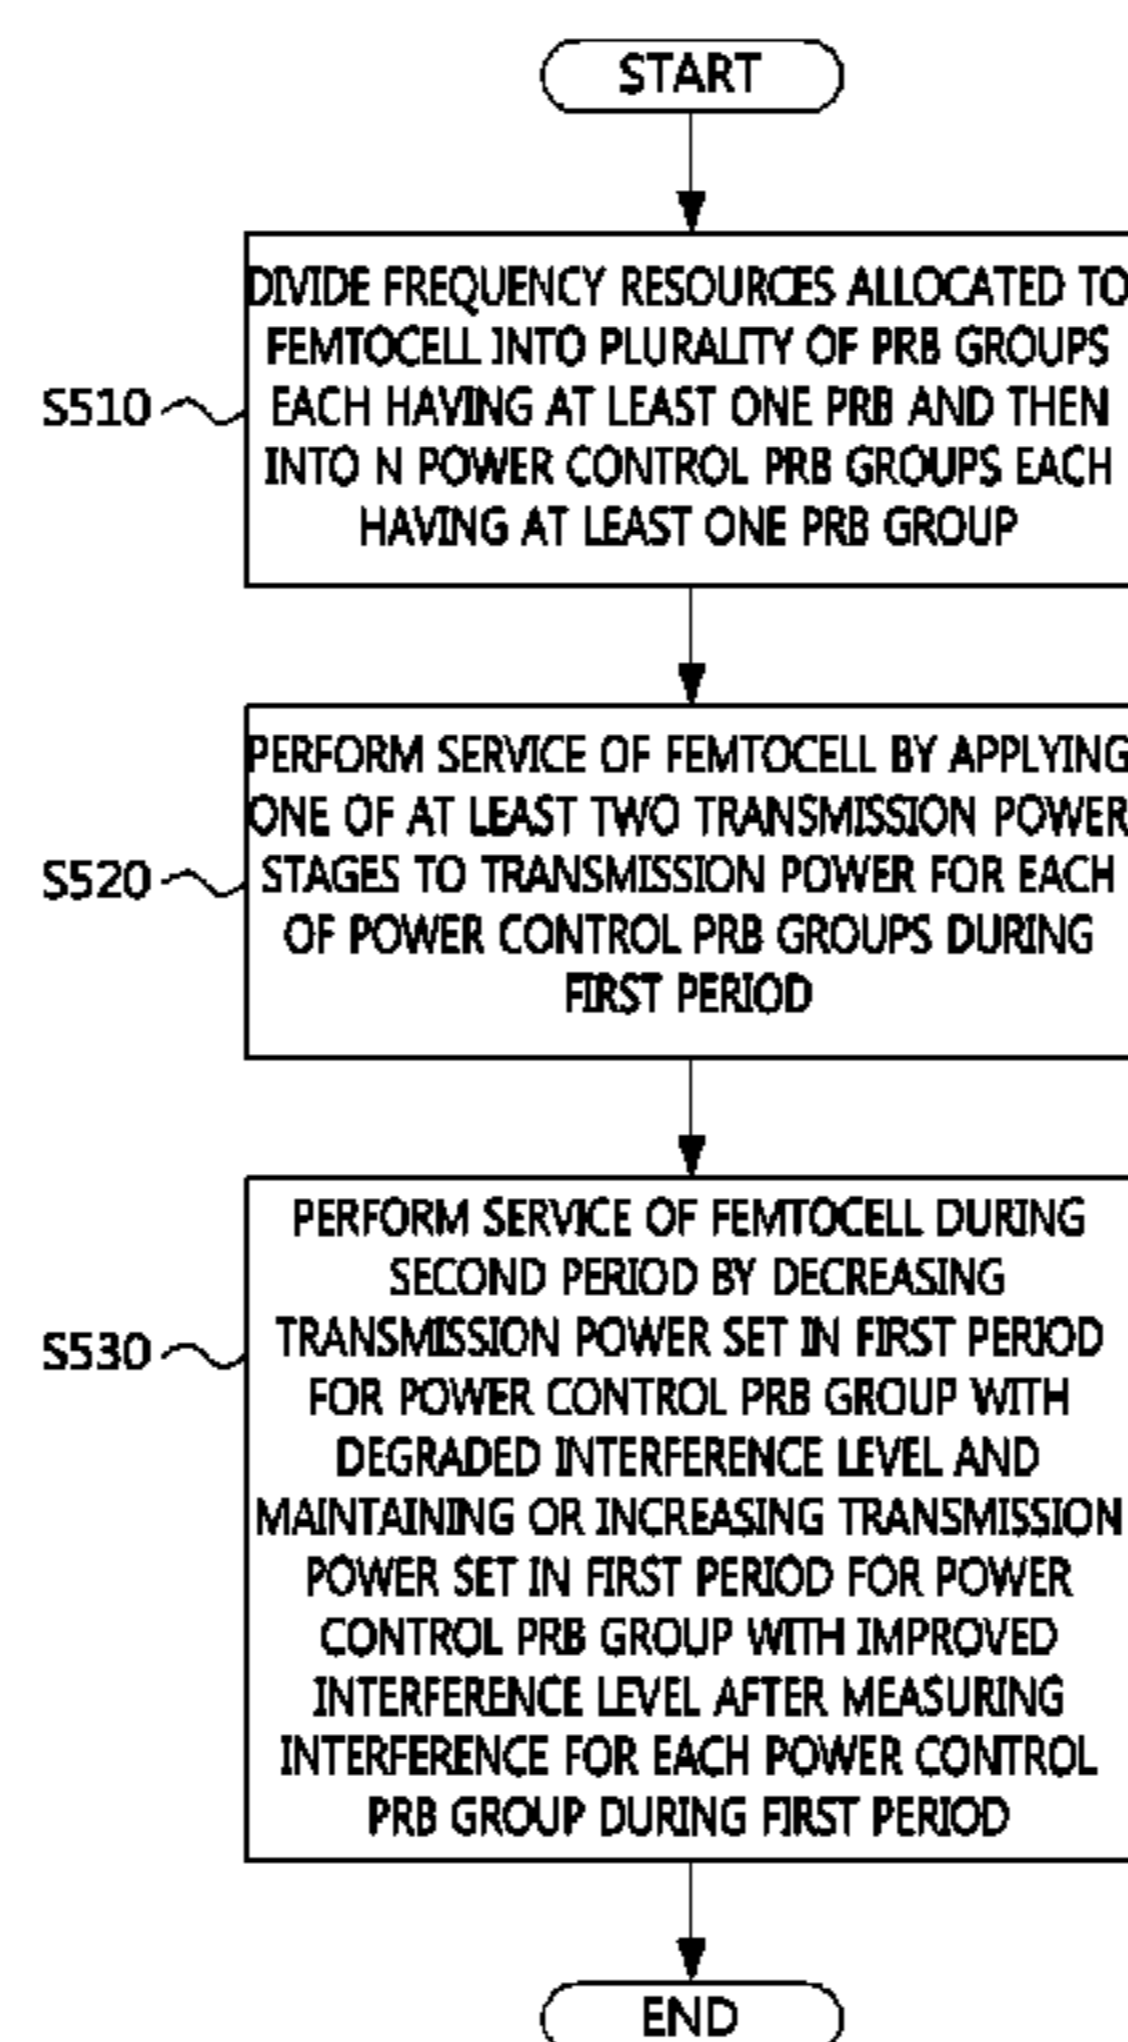 START
DIVIDE FREQUENCY RESOURCES ALLOCATED TO
FEMTOCELL INTO PLURALITY OF PRB GROUPS
EACH HAVING AT LEAST ONE PRB AND THEN
INTO N POWER CONTROL PRB GROUPS EACH
HAVING AT LEAST ONE PRB GROUP
S510
PERFORM SERVICE OF FEMTOCELL BY APPLYING
ONE OF AT LEAST TWO TRANSMISSION POWER
STAGES TO TRANSMISSION POWER FOR EACH
OF POWER CONTROL PRB GROUPS DURING
FIRST PERIOD
S520
PERFORM SERVICE OF FEMTOCELL DURING
SECOND PERIOD BY DECREASING
TRANSMISSION POWER SET IN FIRST PERIOD
FOR POWER CONTROL PRB GROUP WITH
DEGRADED INTERFERENCE LEVEL AND
MAINTAINING OR INCREASING TRANSMISSION
POWER SET IN FIRST PERIOD FOR POWER
CONTROL PRB GROUP WITH IMPROVED
INTERFERENCE LEVEL AFTER MEASURING
INTERFERENCE FOR EACH POWER CONTROL
PRB GROUP DURING FIRST PERIOD
S530
END